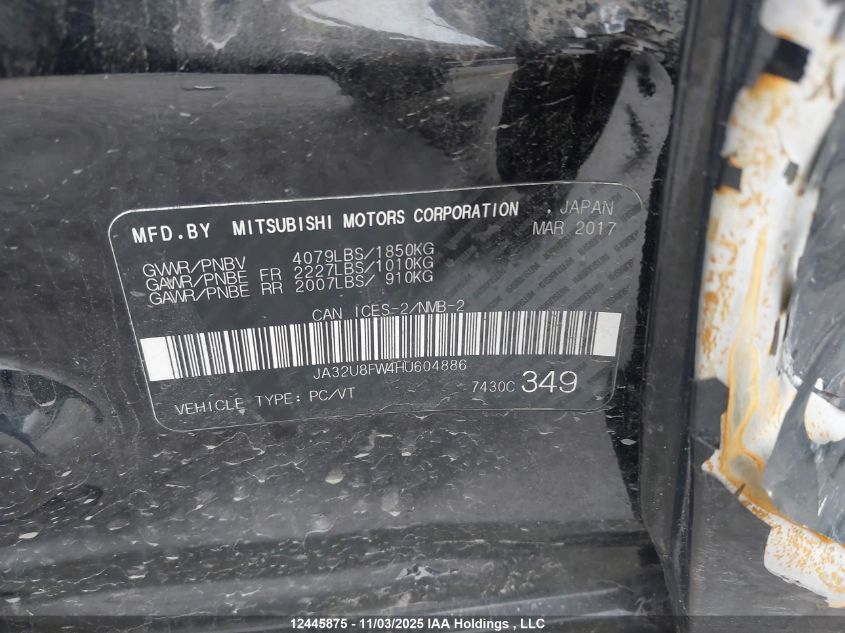 MFD.BY MITSUBISHI MOTORS CORPORATION , JAPAN
MAR 2017
GVWR/PNBV 4079LBS/1850KG
GAWR/PNBE FR 2227LBS/1010KG
GAWR/PNBE RR 2007LBS/ 910KG
CAN ICES-2/NMB-2
JA32U8FW4HU604886
VEHICLE TYPE: PC/VT 7430C 349
12445875 - 11/03/2025 IAA Holdings, LLC